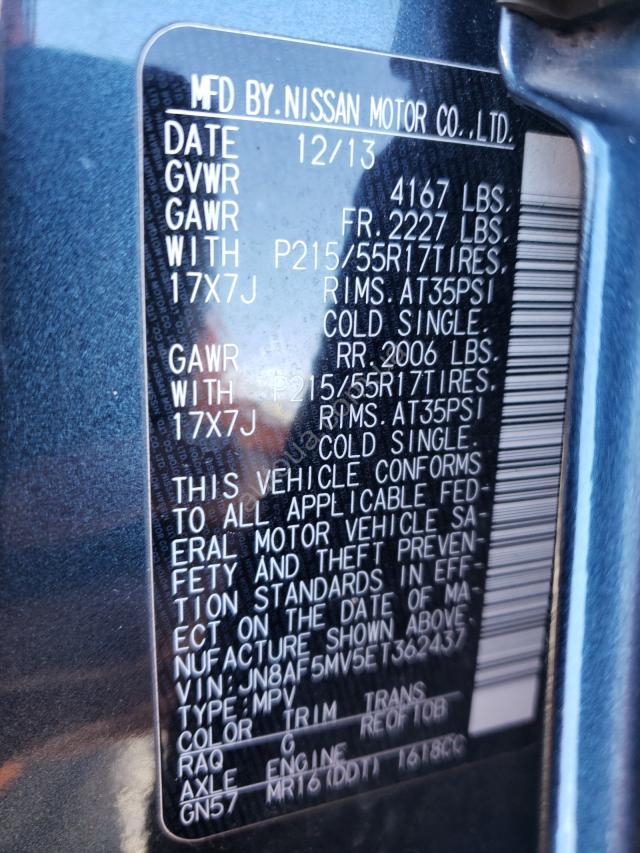 MFD BY.NISSAN MOTOR CO.,LTD.
DATE 12/13
GVWR 4167 LBS.
GAWR FR.2227 LBS.
WITH P215/55R17TIRES,
17X7J RIMS.AT35PSI
COLD SINGLE.
GAWR RR.2006 LBS.
WITH P215/55R17TIRES,
17X7J RIMS.AT35PSI
COLD SINGLE.
THIS VEHICLE CONFORMS
TO ALL APPLICABLE FED-
ERAL MOTOR VEHICLE SA-
FETY AND THEFT PREVEN-
TION STANDARDS IN EFF-
ECT ON THE DATE OF MA-
NUFACTURE SHOWN ABOVE.
VIN:JN8AF5MV5ET362437
TYPE:MPV
COLOR TRIM TRANS
RAQ G RE0F10B
AXLE ENGINE
GN57 MR16(DDT) 1618CC